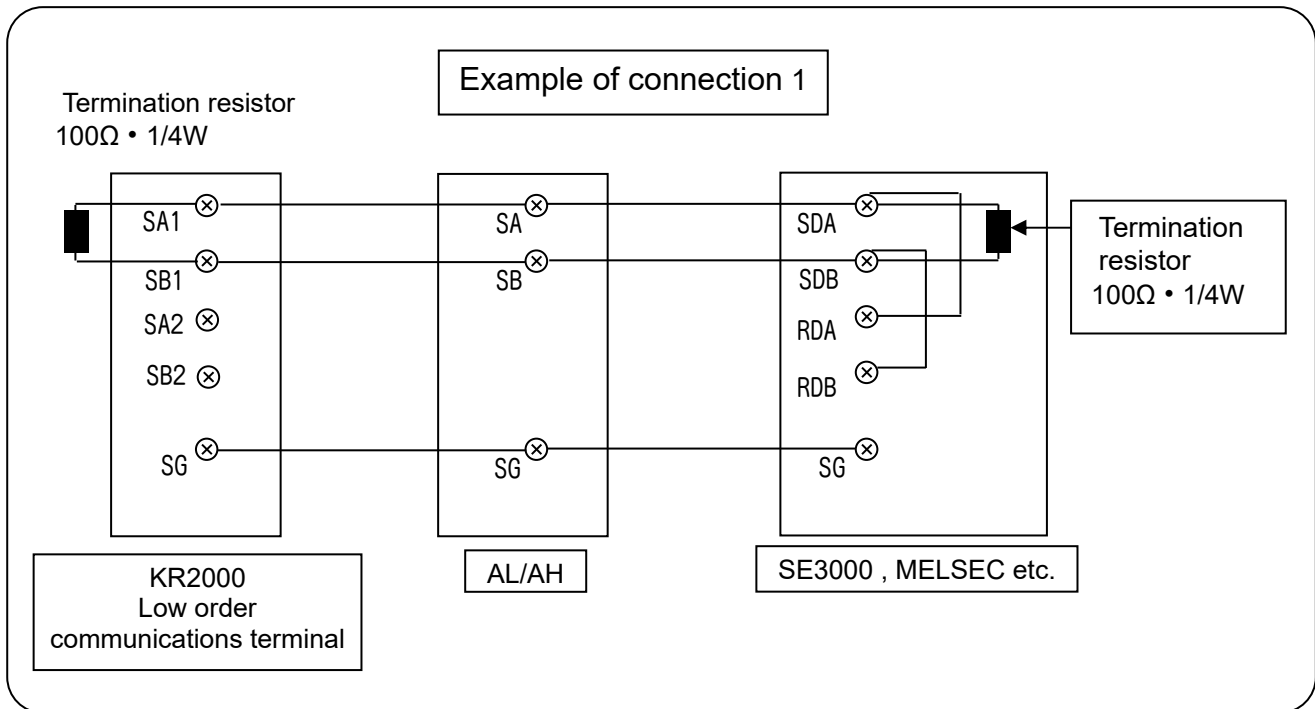 Example of connection 1
Termination resistor
100Ω・1/4W
SA1
SB1
SA2
SB2
SG
SA
SB
SG
SDA
SDB
RDA
RDB
SG
Termination
resistor
100Ω・1/4W
KR2000
Low order
communications terminal
AL/AH
SE3000 , MELSEC etc.